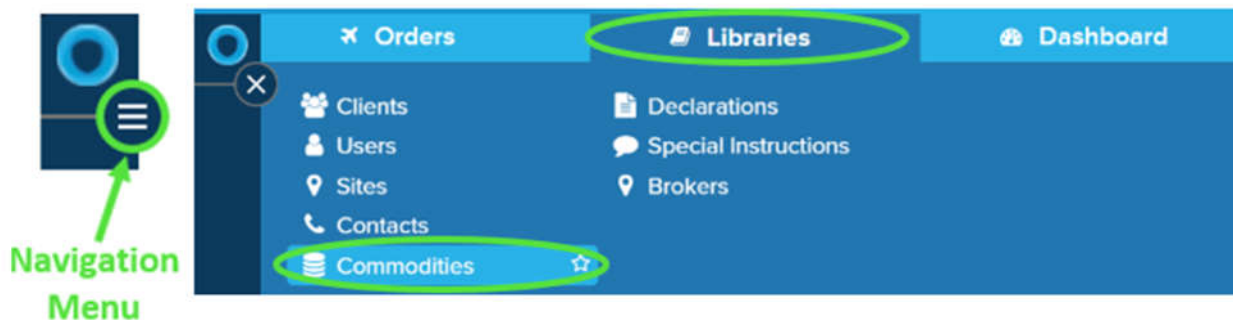 Orders
Libraries
Dashboard
Clients
Declarations
Users
Special Instructions
Sites
Brokers
Contacts
Commodities
Navigation
Menu